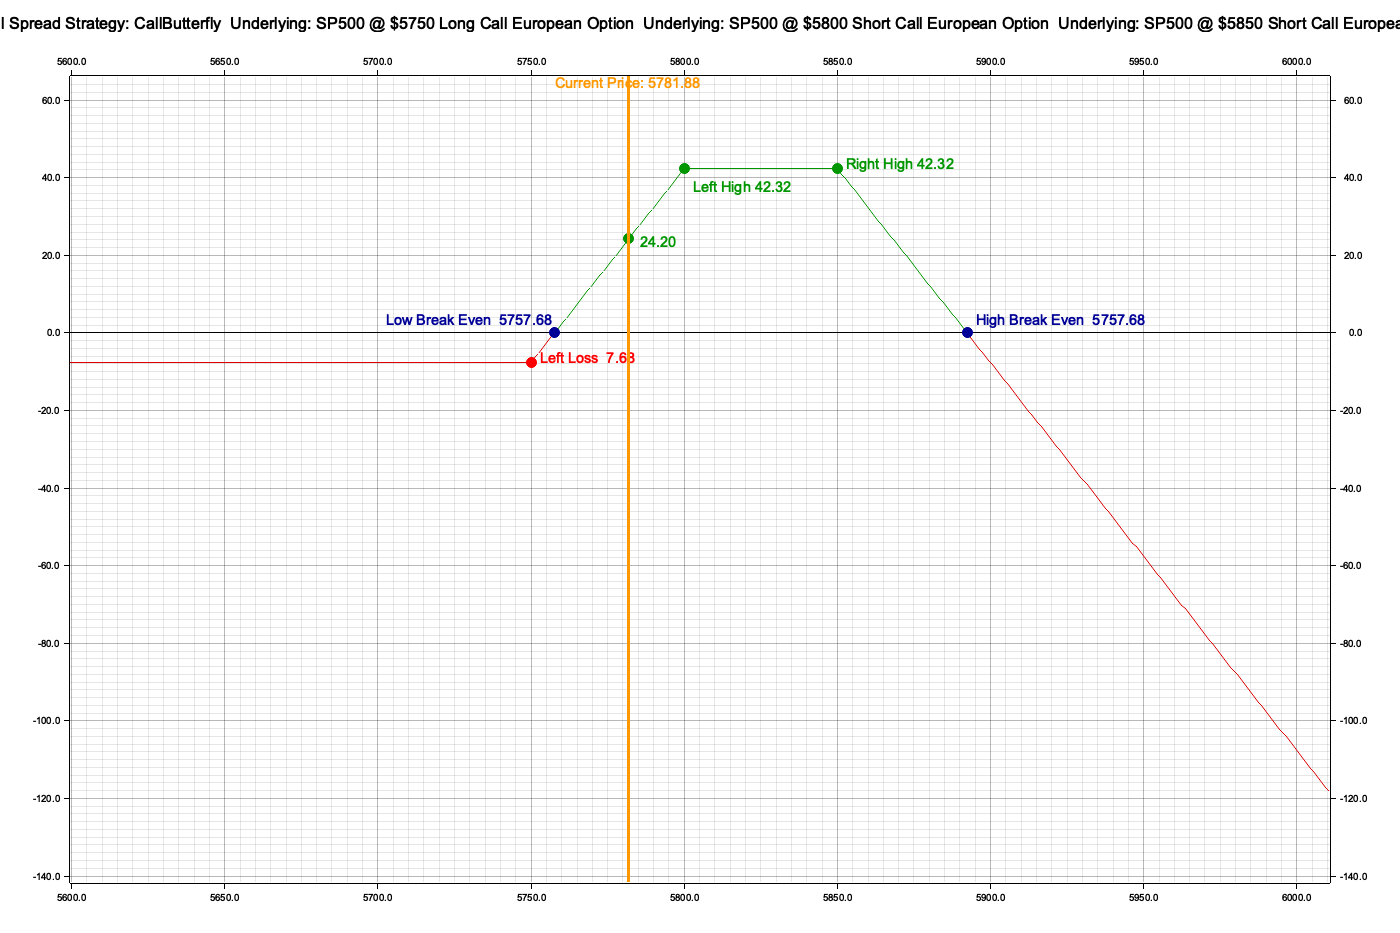 l Spread Strategy: CallButterfly Underlying: SP500 @ $5750 Long Call European Option Underlying: SP500 @ $5800 Short Call European Option Underlying: SP500 @ $5850 Short Call Europea
5600.0 5650.0 5700.0 5750.0 5800.0 5850.0 5900.0 5950.0 6000.0
Current Price: 5781.88
60.0 60.0
Right High 42.32
40.0 40.0
Left High 42.32
24.20
20.0 20.0
Low Break Even 5757.68 High Break Even 5757.68
0.0 0.0
Left Loss 7.68
-20.0 -20.0
-40.0 -40.0
-60.0 -60.0
-80.0 -80.0
-100.0 -100.0
-120.0 -120.0
-140.0 -140.0
5600.0 5650.0 5700.0 5750.0 5800.0 5850.0 5900.0 5950.0 6000.0